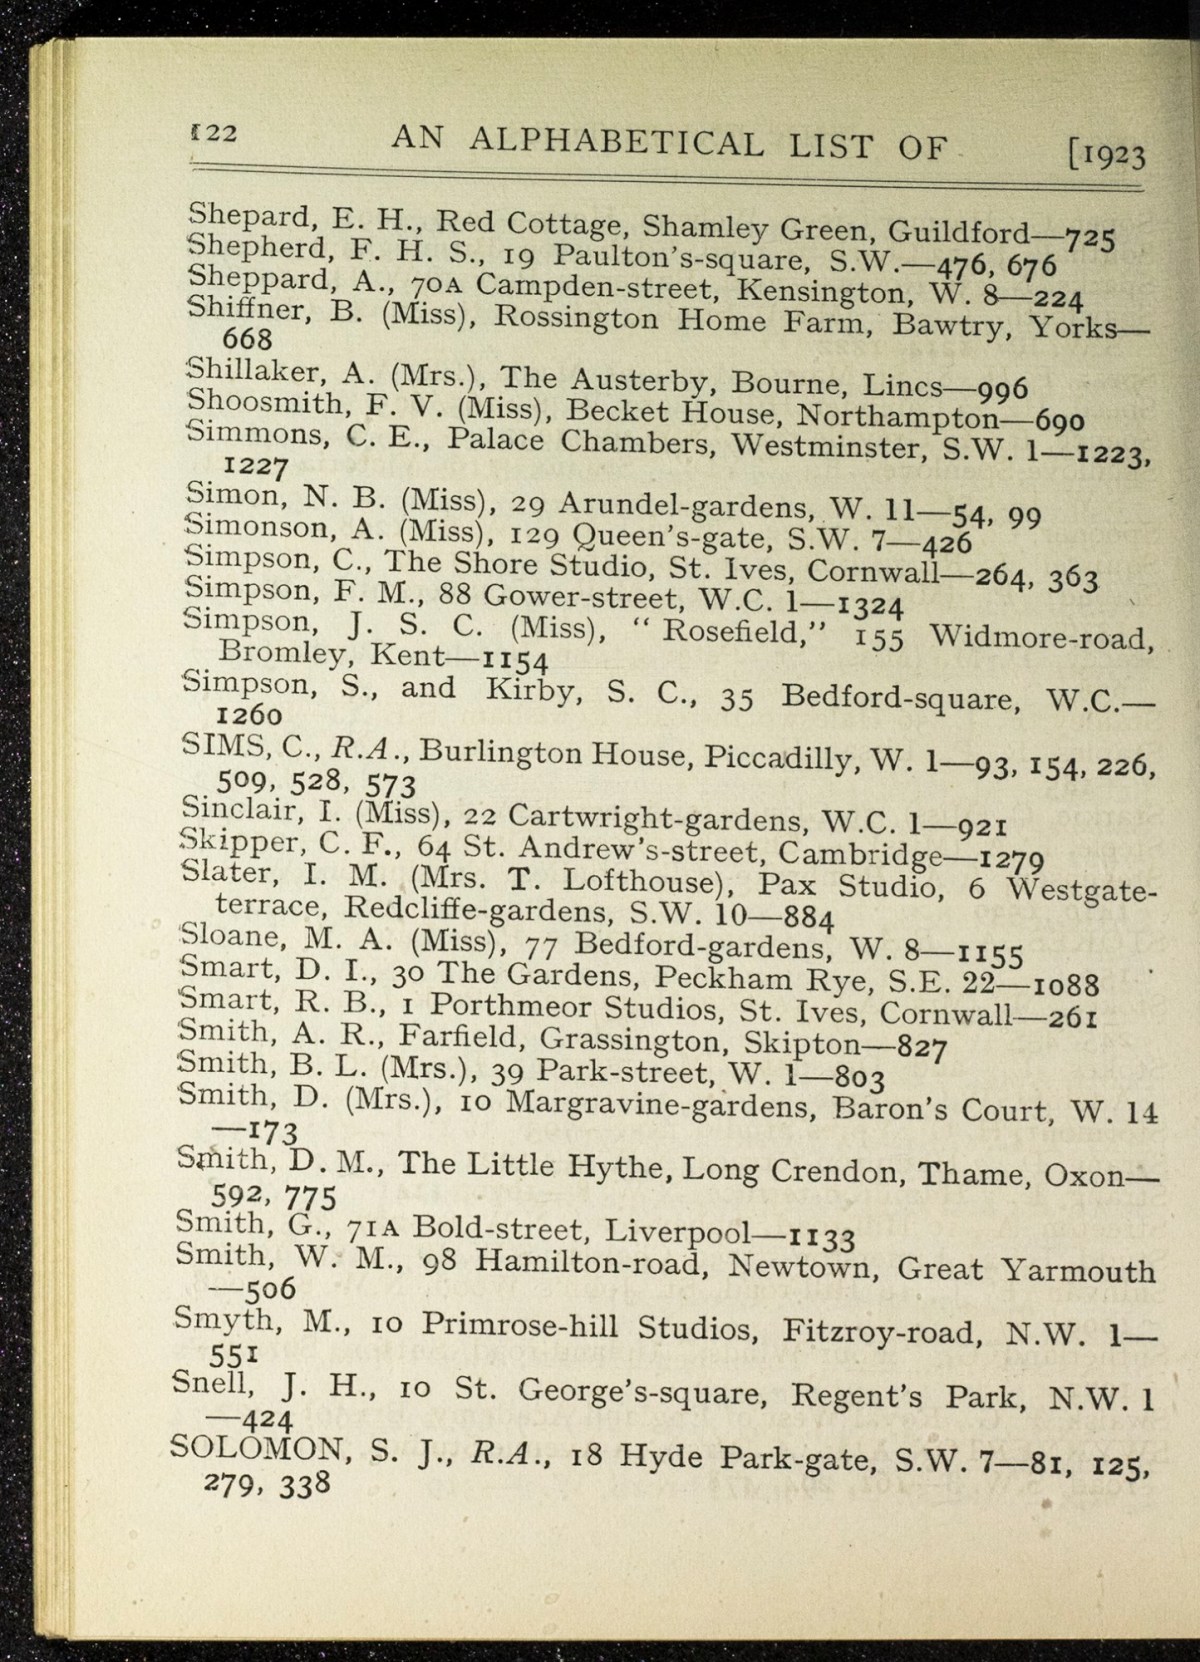 122 AN ALPHABETICAL LIST OF [1923
Shepard, E. H., Red Cottage, Shamley Green, Guildford—725
Shepherd, F. H. S., 19 Paulton's-square, S.W.—476, 676
Sheppard, A., 70A Campden-street, Kensington, W. 8—224
Shiffner, B. (Miss), Rossington Home Farm, Bawtry, Yorks—
668
Shillaker, A. (Mrs.), The Austerby, Bourne, Lincs—996
Shoosmith, F. V. (Miss), Becket House, Northampton—690
Simmons, C. E., Palace Chambers, Westminster, S.W. 1—1223,
1227
Simon, N. B. (Miss), 29 Arundel-gardens, W. 11—54, 99
Simonson, A. (Miss), 129 Queen's-gate, S.W. 7—426
Simpson, C., The Shore Studio, St. Ives, Cornwall—264, 363
Simpson, F. M., 88 Gower-street, W.C. 1—1324
Simpson, J. S. C. (Miss), "Rosefield," 155 Widmore-road,
Bromley, Kent—1154
Simpson, S., and Kirby, S. C., 35 Bedford-square, W.C.—
1260
SIMS, C., R.A., Burlington House, Piccadilly, W. 1—93, 154, 226,
509, 528, 573
Sinclair, I. (Miss), 22 Cartwright-gardens, W.C. 1—921
Skipper, C. F., 64 St. Andrew's-street, Cambridge—1279
Slater, I. M. (Mrs. T. Lofthouse), Pax Studio, 6 Westgate-
terrace, Redcliffe-gardens, S.W. 10—884
Sloane, M. A. (Miss), 77 Bedford-gardens, W. 8—1155
Smart, D. I., 30 The Gardens, Peckham Rye, S.E. 22—1088
Smart, R. B., 1 Porthmeor Studios, St. Ives, Cornwall—261
Smith, A. R., Farfield, Grassington, Skipton—827
Smith, B. L. (Mrs.), 39 Park-street, W. 1—803
Smith, D. (Mrs.), 10 Margravine-gardens, Baron's Court, W. 14
—173
Smith, D. M., The Little Hythe, Long Crendon, Thame, Oxon—
592, 775
Smith, G., 71A Bold-street, Liverpool—1133
Smith, W. M., 98 Hamilton-road, Newtown, Great Yarmouth
—506
Smyth, M., 10 Primrose-hill Studios, Fitzroy-road, N.W. 1—
551
Snell, J. H., 10 St. George's-square, Regent's Park, N.W. 1
—424
SOLOMON, S. J., R.A., 18 Hyde Park-gate, S.W. 7—81, 125,
279, 338